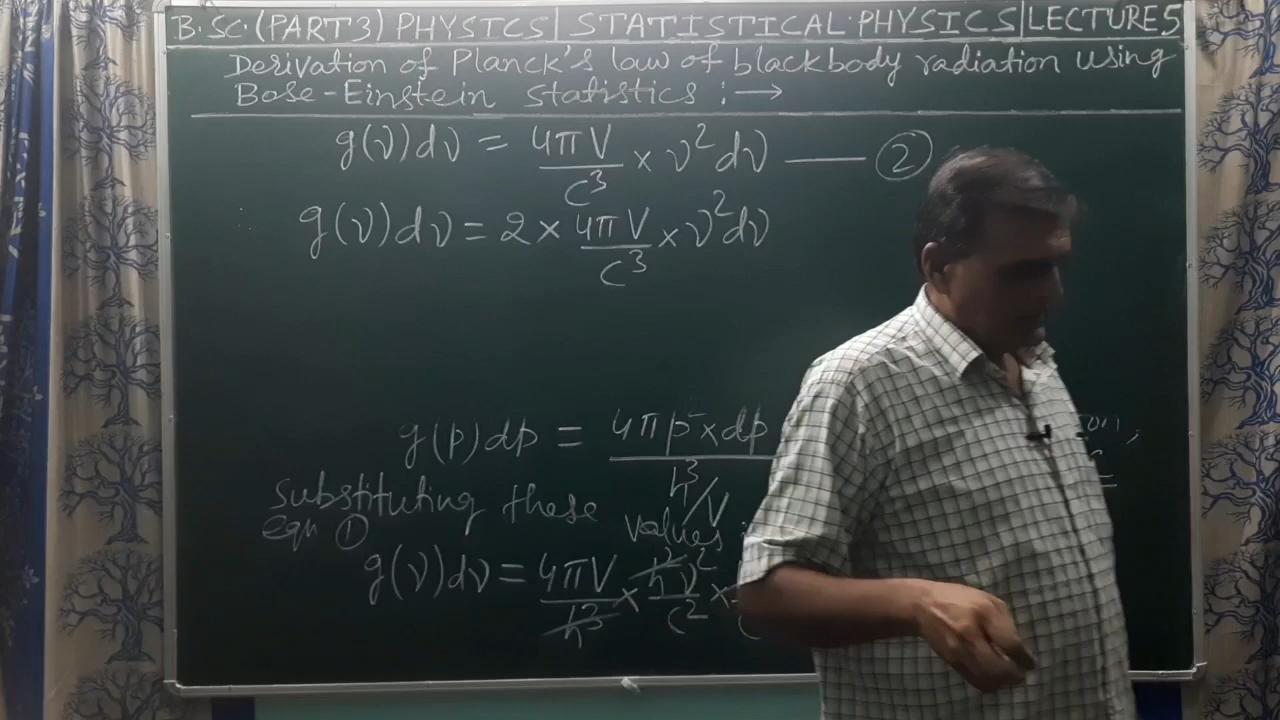 B.SC.(PART3) PHYSICS| STATISTICAL PHYSICS|LECTURE5
Derivation of Planck's law of blackbody radiation using
Bose-Einstein statistics :→
g(ν)dν = 4πV/c³ × ν²dν —— ②
g(ν)dν = 2 × 4πV/c³ × ν²dν
g(p)dp = 4πp²×dp / h³/V
Substituting these values
eqn ①
g(ν)dν = 4πV/h³ × h²ν²/c² ×